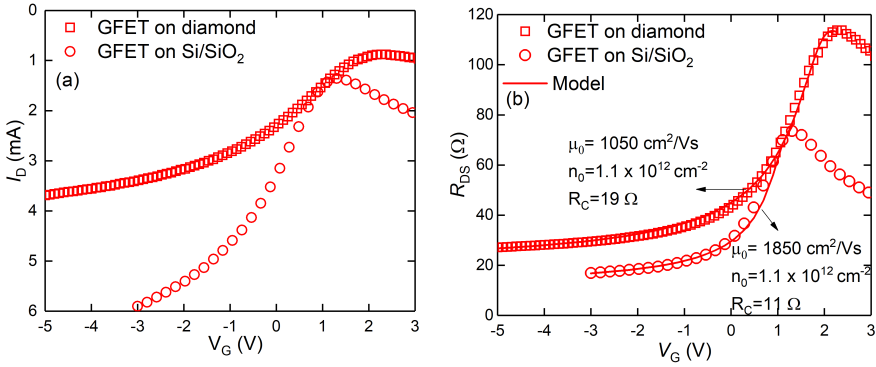 GFET on diamond
GFET on Si/SiO₂
(a)
I_D (mA)
0
1
2
3
4
5
6
-5 -4 -3 -2 -1 0 1 2 3
V_G (V)
GFET on diamond
GFET on Si/SiO₂
Model
(b)
R_DS (Ω)
140
120
100
80
60
40
20
0
μ₀= 1050 cm²/Vs
n₀=1.1 x 10¹² cm⁻²
R_C=19 Ω
μ₀= 1850 cm²/Vs
n₀=1.1 x 10¹² cm⁻²
R_C=11 Ω
-5 -4 -3 -2 -1 0 1 2 3
V_G (V)